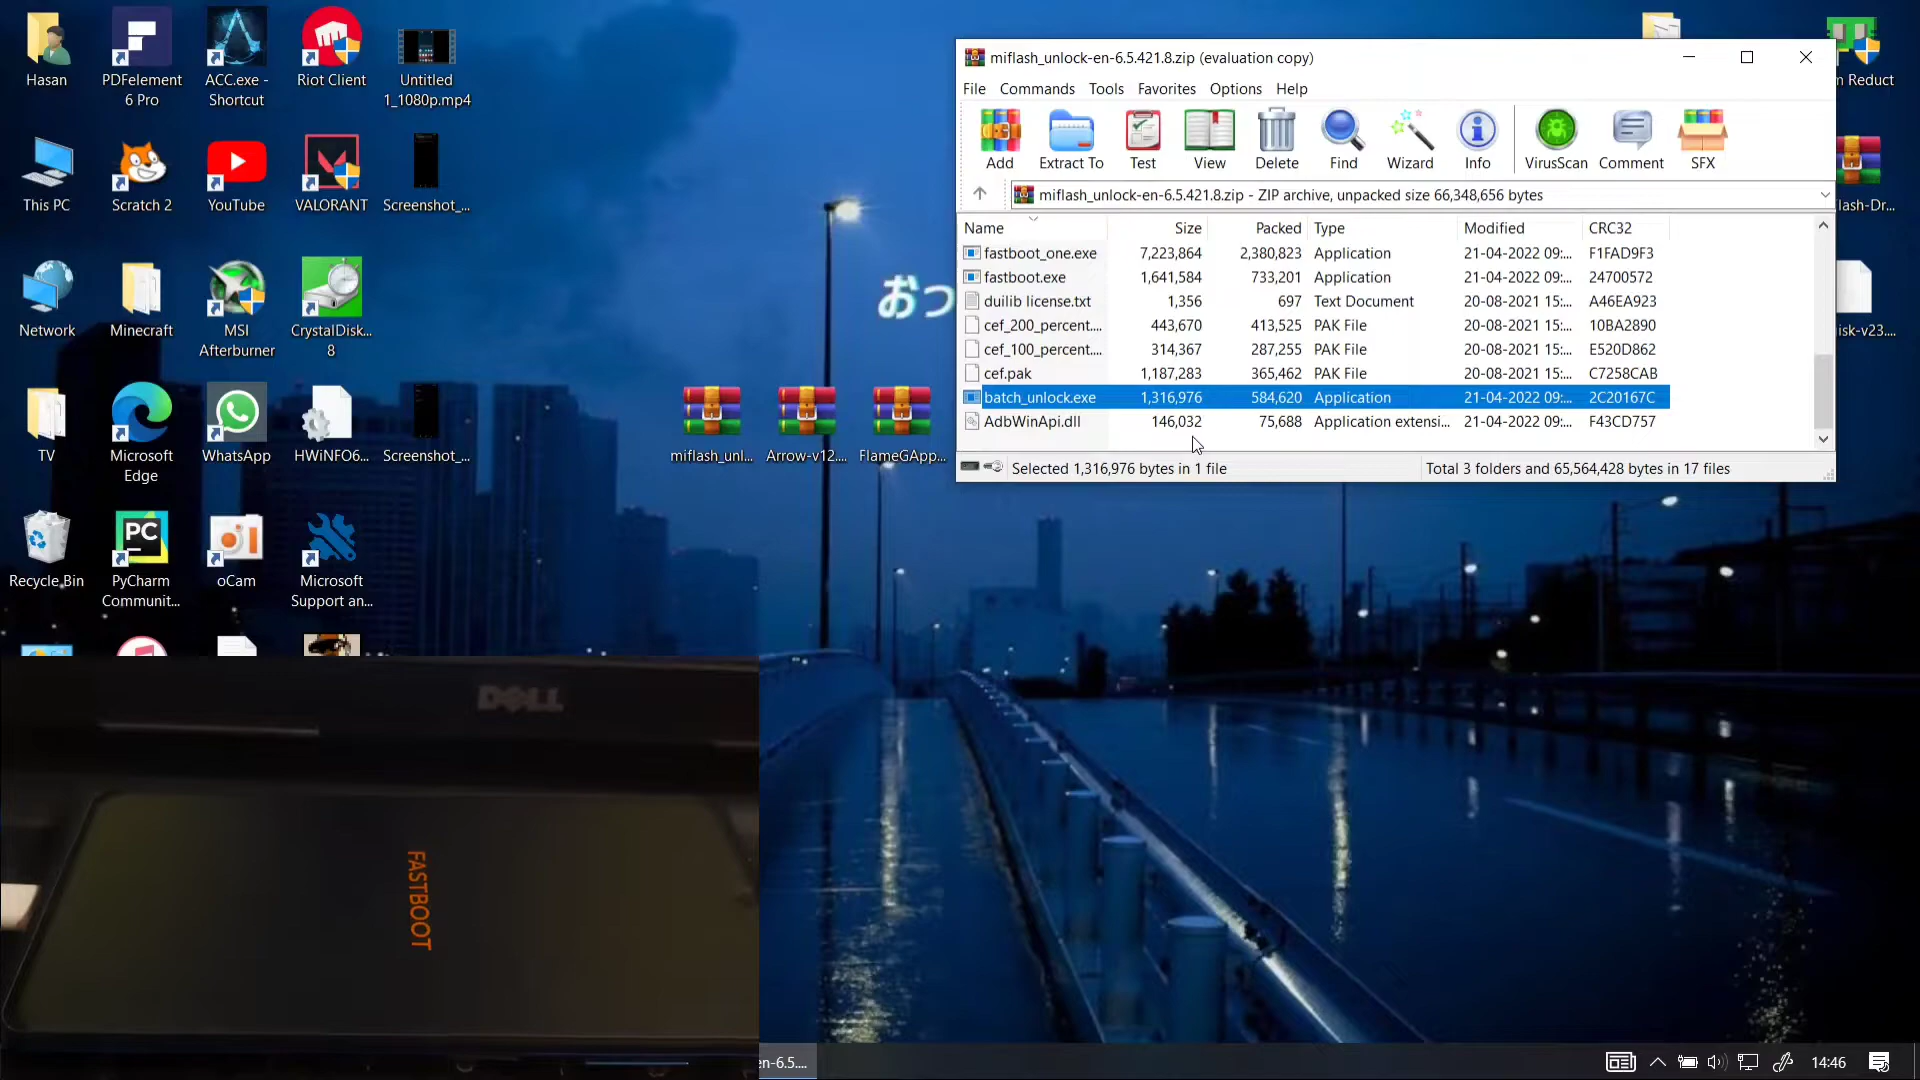 Hasan
PDFelement
6 Pro
ACC.exe -
Shortcut
Riot Client
Untitled
1_1080p.mp4
This PC
Scratch 2
YouTube
VALORANT
Screenshot_...
Network
Minecraft
MSI
Afterburner
CrystalDisk...
8
TV
Microsoft
Edge
WhatsApp
HWiNFO6...
Screenshot_...
Recycle Bin
PC
PyCharm
Communit...
oCam
Microsoft
Support an...
miflash_unl...
Arrow-v12....
FlameGApp...
おつ
m Reduct
lash-Dr...
isk-v23....
miflash_unlock-en-6.5.421.8.zip (evaluation copy)
File Commands Tools Favorites Options Help
Add Extract To Test View Delete Find Wizard Info VirusScan Comment SFX
miflash_unlock-en-6.5.421.8.zip - ZIP archive, unpacked size 66,348,656 bytes
Name Size Packed Type Modified CRC32
fastboot_one.exe 7,223,864 2,380,823 Application 21-04-2022 09:... F1FAD9F3
fastboot.exe 1,641,584 733,201 Application 21-04-2022 09:... 24700572
duilib license.txt 1,356 697 Text Document 20-08-2021 15:... A46EA923
cef_200_percent.... 443,670 413,525 PAK File 20-08-2021 15:... 10BA2890
cef_100_percent.... 314,367 287,255 PAK File 20-08-2021 15:... E520D862
cef.pak 1,187,283 365,462 PAK File 20-08-2021 15:... C7258CAB
batch_unlock.exe 1,316,976 584,620 Application 21-04-2022 09:... 2C20167C
AdbWinApi.dll 146,032 75,688 Application extensi... 21-04-2022 09:... F43CD757
Selected 1,316,976 bytes in 1 file Total 3 folders and 65,564,428 bytes in 17 files
DELL
FASTBOOT
en-6.5....
14:46